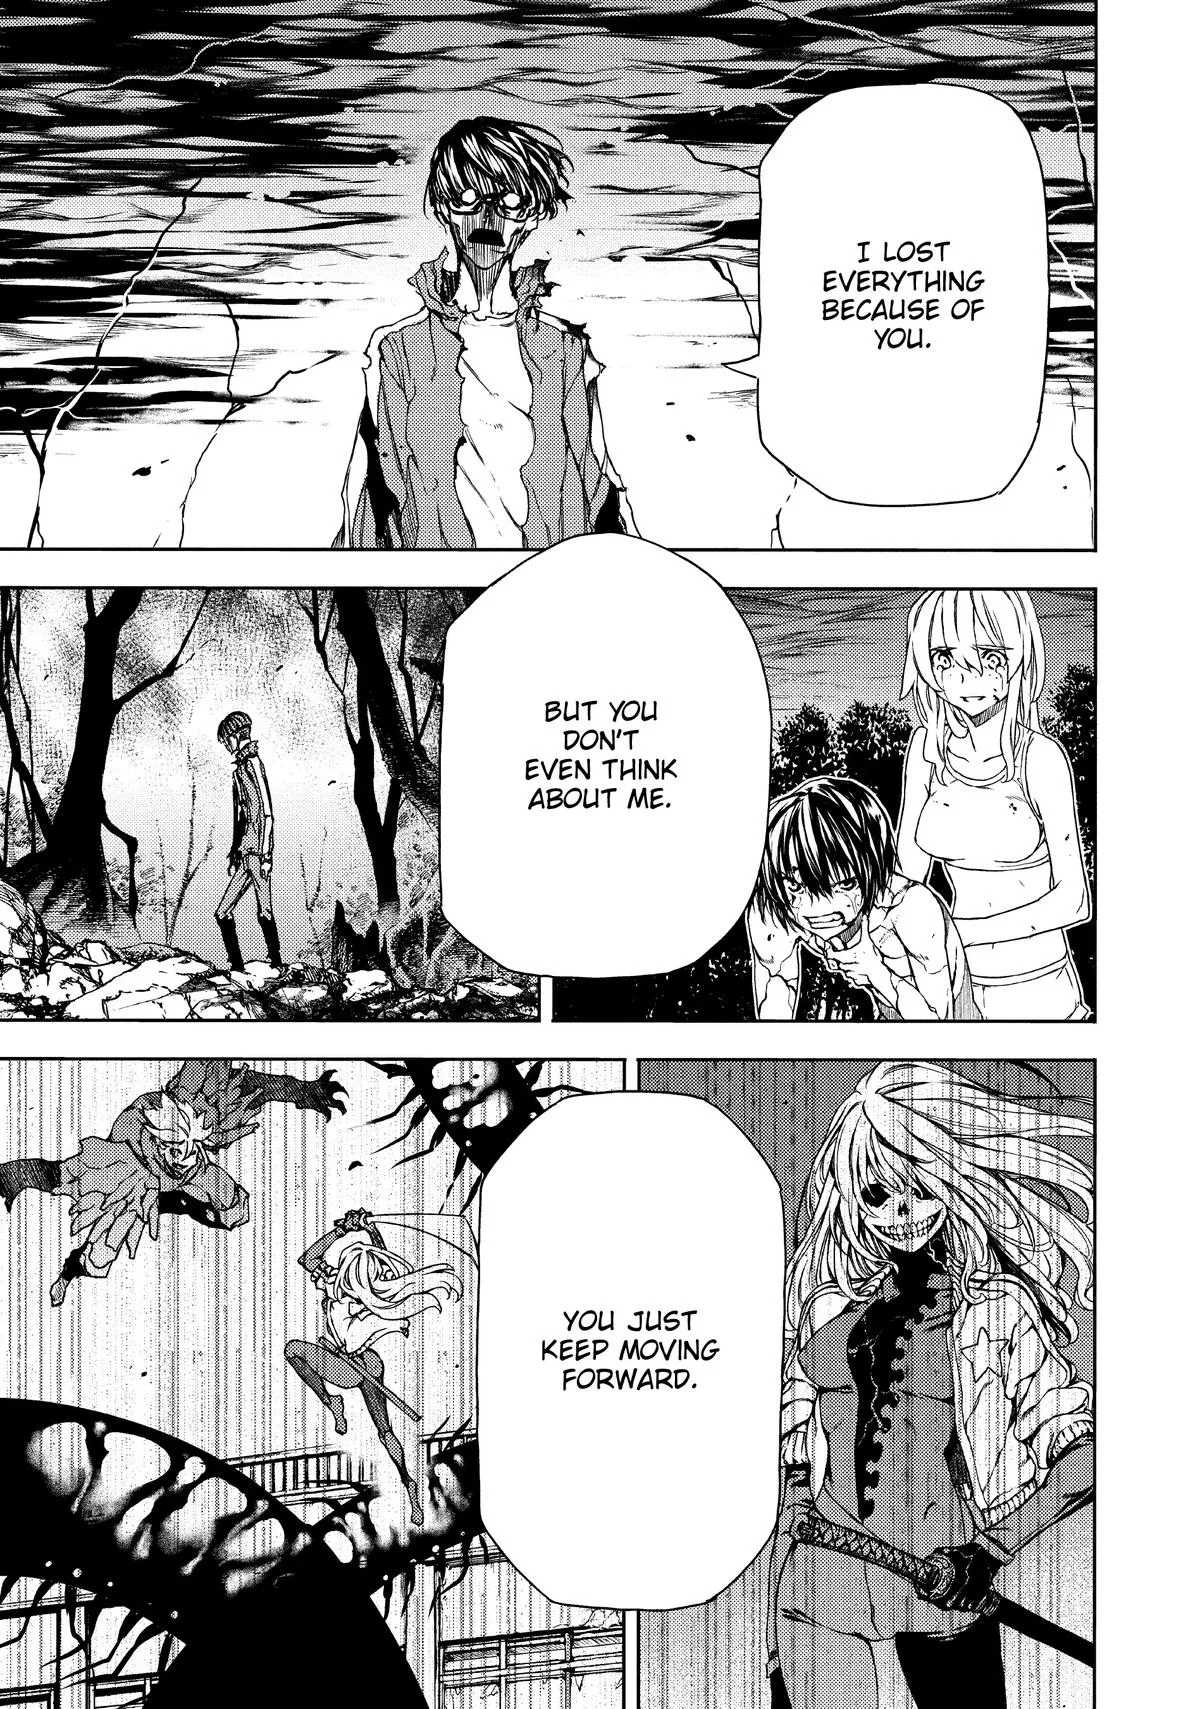 I LOST
EVERYTHING
BECAUSE OF
YOU.
BUT YOU
DON'T
EVEN THINK
ABOUT ME.
YOU JUST
KEEP MOVING
FORWARD.